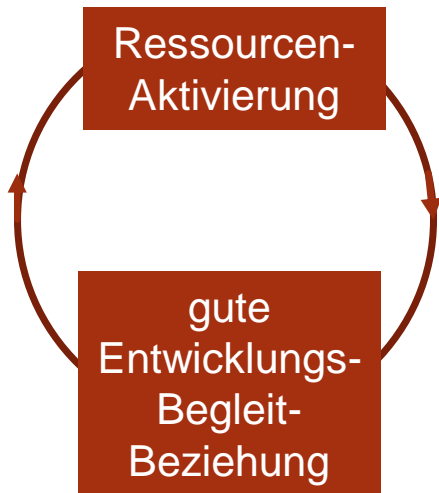 Ressourcen-
Aktivierung
gute
Entwicklungs-
Begleit-
Beziehung